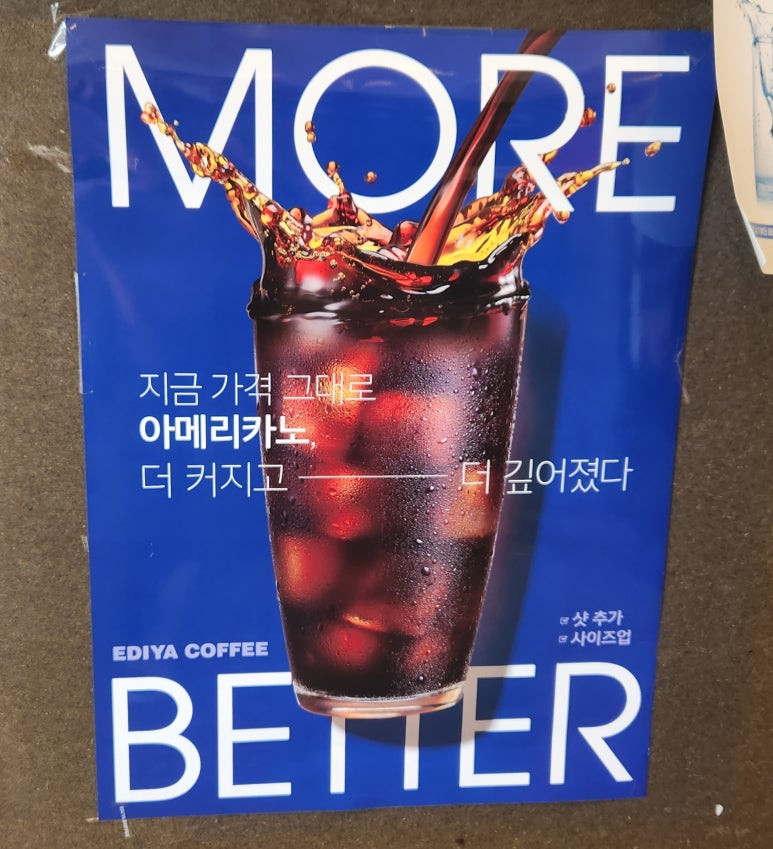 MORE
지금 가격 그대로
아메리카노,
더 커지고 더 깊어졌다
☑ 샷 추가
☑ 사이즈업
EDIYA COFFEE
BETTER